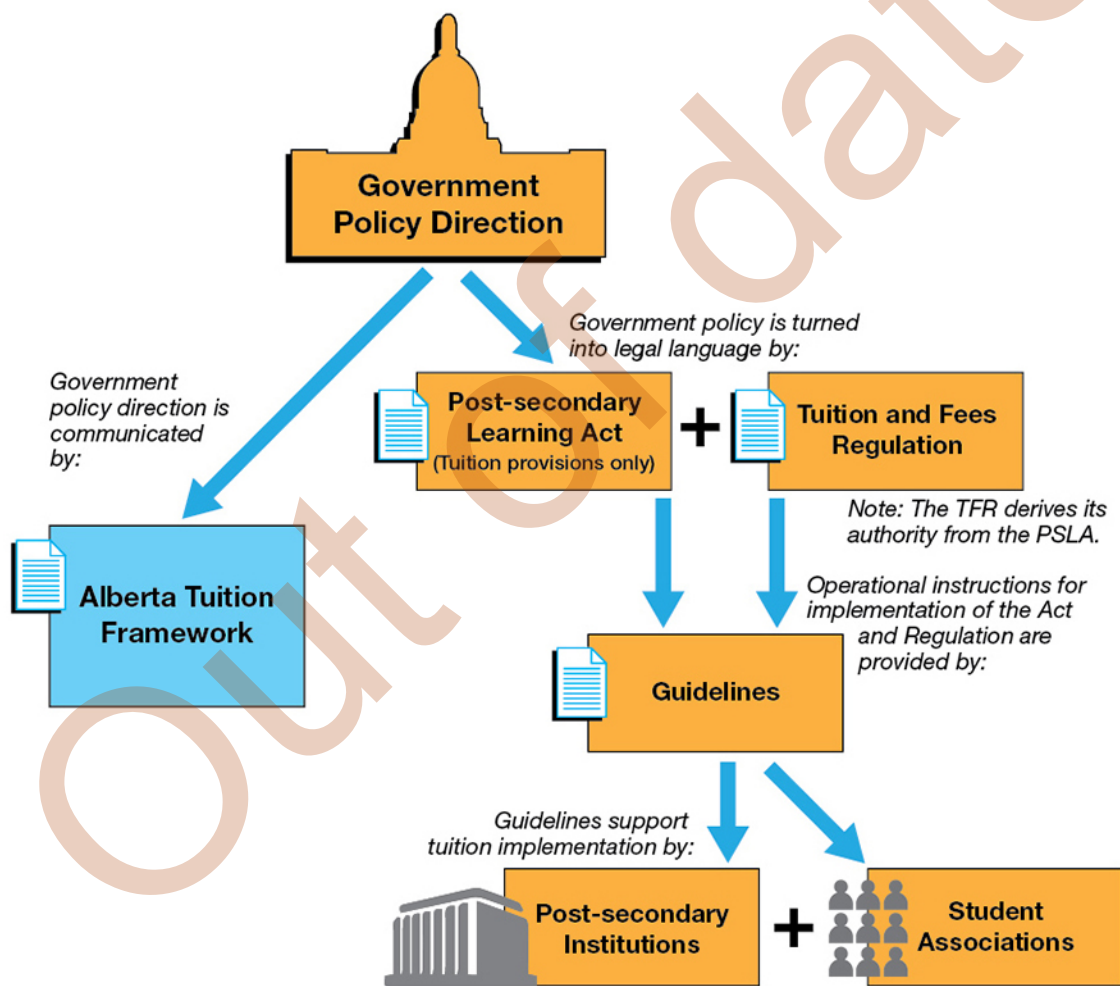 Government
Policy Direction
Government policy is turned
into legal language by:
Government
policy direction is
communicated
by:
Post-secondary
Learning Act
(Tuition provisions only)
+
Tuition and Fees
Regulation
Note: The TFR derives its
authority from the PSLA.
Alberta Tuition
Framework
Operational instructions for
implementation of the Act
and Regulation are
provided by:
Guidelines
Guidelines support
tuition implementation by:
Post-secondary
Institutions
+
Student
Associations
Out of date